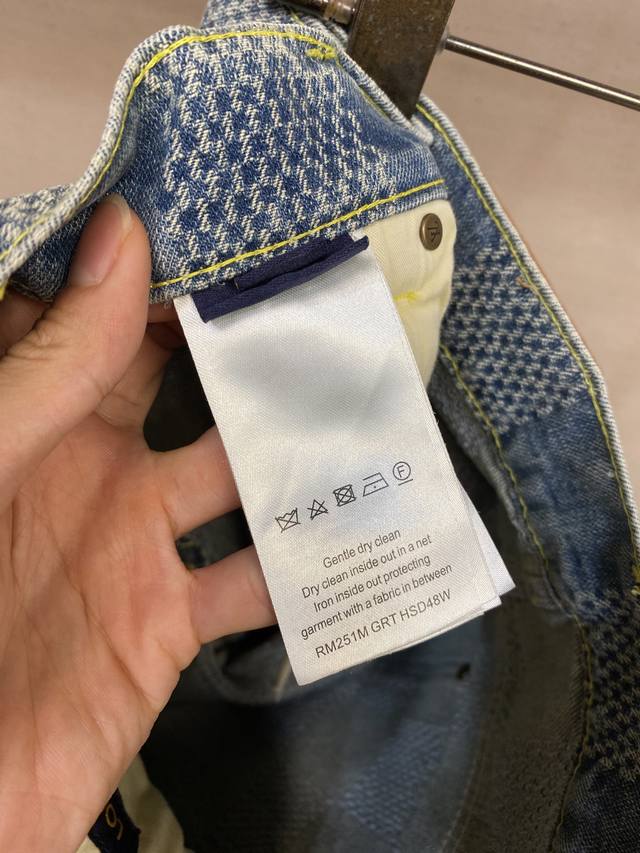 F
Gentle dry clean
Dry clean inside out in a net
Iron inside out protecting
garment with a fabric in between
RM251M GRT HSD48W